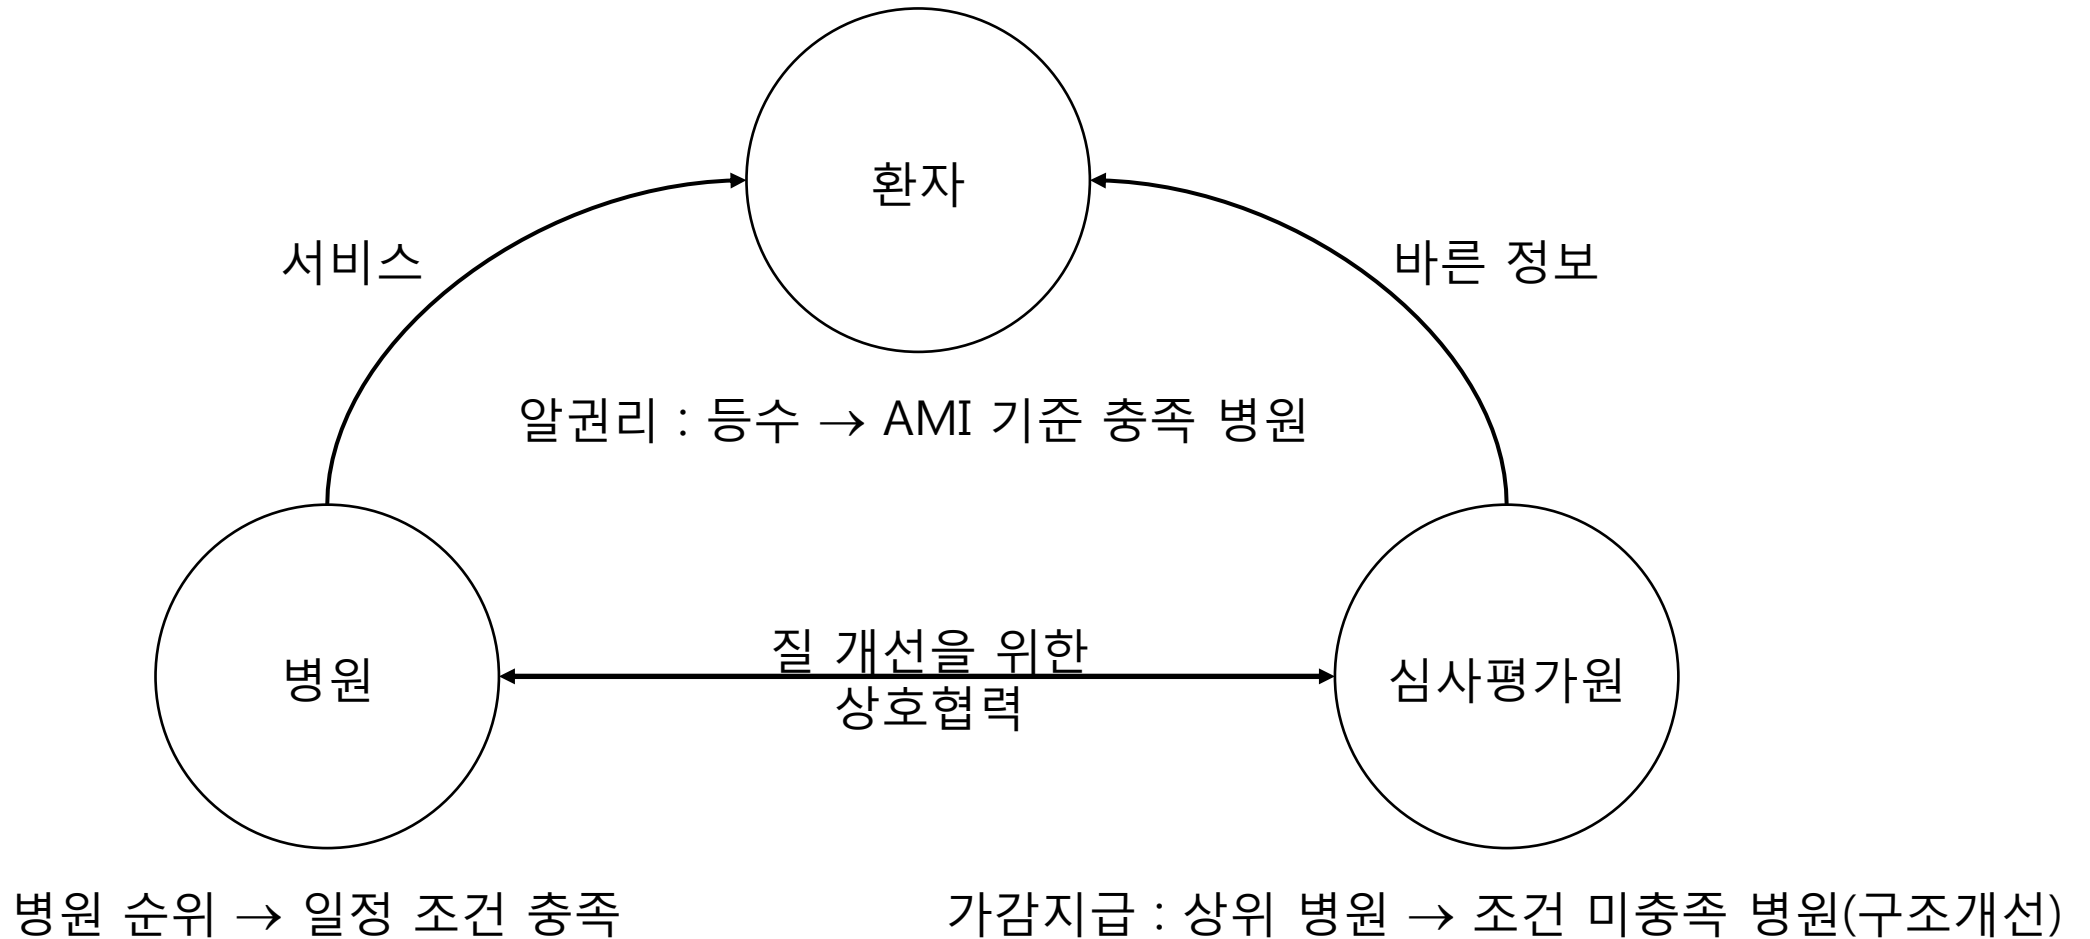 환자
서비스
바른 정보
알권리 : 등수 → AMI 기준 충족 병원
질 개선을 위한
상호협력
병원
심사평가원
병원 순위 → 일정 조건 충족
가감지급 : 상위 병원 → 조건 미충족 병원(구조개선)